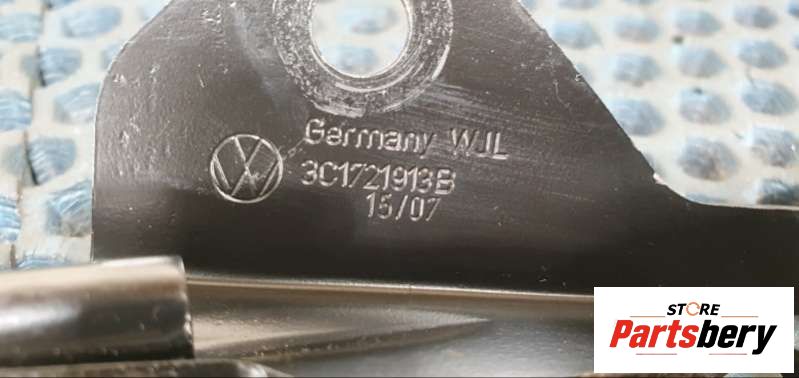 Germany WJL
3C1721913B
15/07
STORE
Partsbery